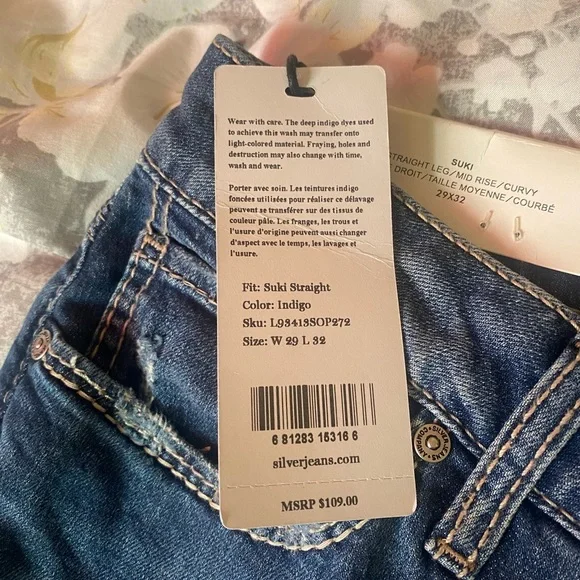 Wear with care. The deep indigo dyes used
to achieve this wash may transfer onto
light-colored material. Fraying, holes and
destruction may also change with time,
wash and wear.
Porter avec soin. Les teintures indigo
foncées utilisées pour réaliser ce délavage
peuvent se transférer sur des tissus de
couleur pâle. Les franges, les trous et
l'usure d'origine peuvent aussi changer
d'aspect avec le temps, les lavages et
l'usure.
Fit: Suki Straight
Color: Indigo
Sku: L93413SOP272
Size: W 29 L 32
6 81283 15316 6
silverjeans.com
MSRP $109.00
SUKI
STRAIGHT LEG/MID RISE/CURVY
DROIT/TAILLE MOYENNE/COURBÉ
29X32
SILVER JEANS COMPANY